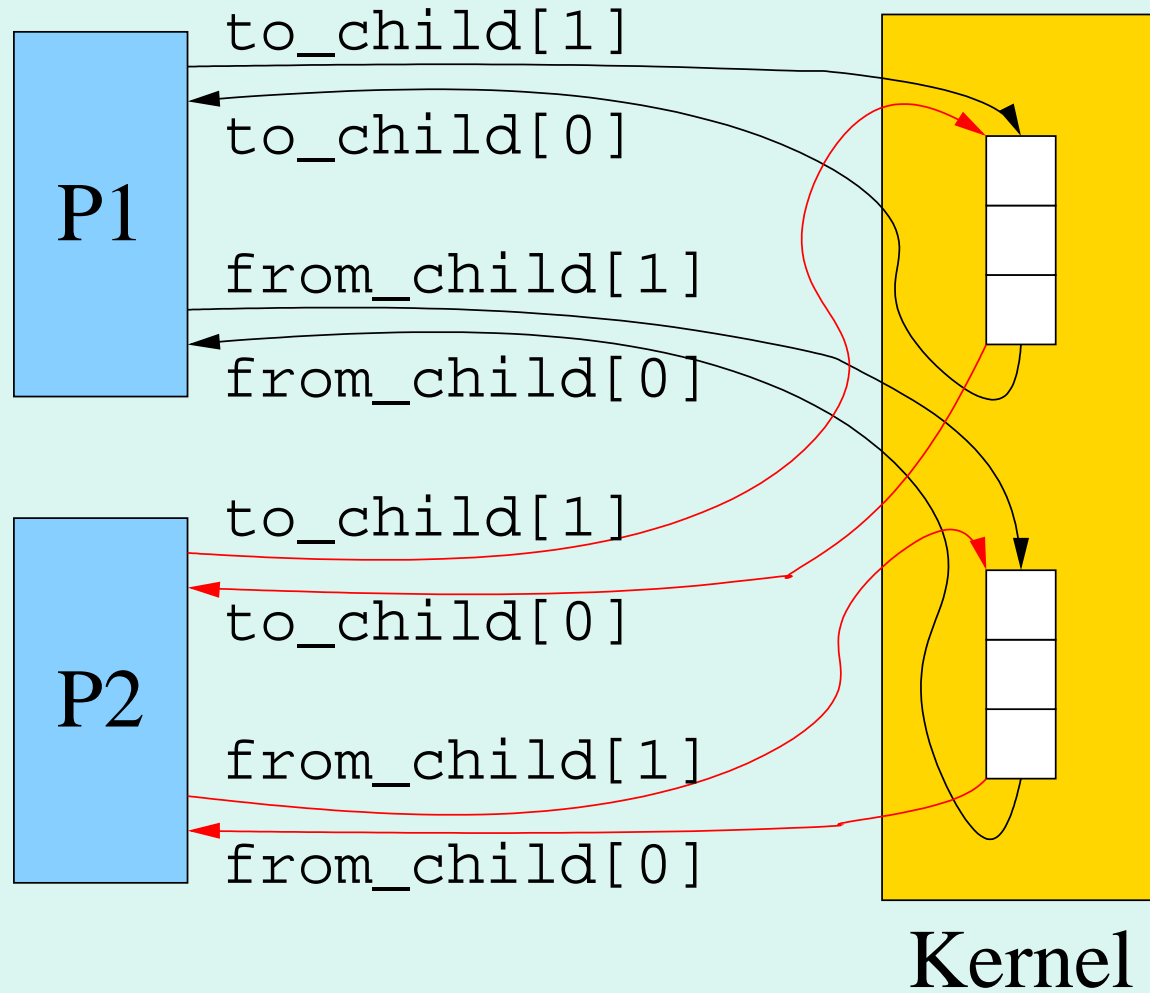 to_child[1]
to_child[0]
P1
from_child[1]
from_child[0]
to_child[1]
to_child[0]
P2
from_child[1]
from_child[0]
Kernel